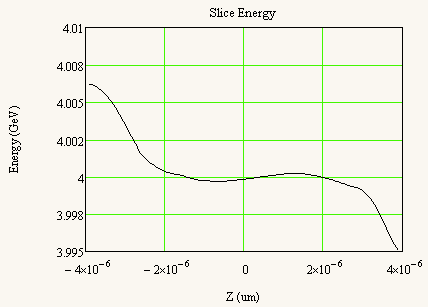 Slice Energy
4.01
4.008
4.005
4.002
4
3.998
3.995
Energy (GeV)
− 4×10⁻⁶ − 2×10⁻⁶ 0 2×10⁻⁶ 4×10⁻⁶
Z (um)